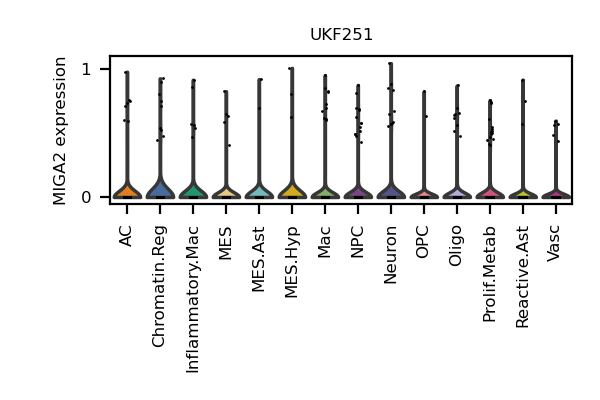 UKF251
MIGA2 expression
1
0
AC
Chromatin.Reg
Inflammatory.Mac
MES
MES.Ast
MES.Hyp
Mac
NPC
Neuron
OPC
Oligo
Prolif.Metab
Reactive.Ast
Vasc